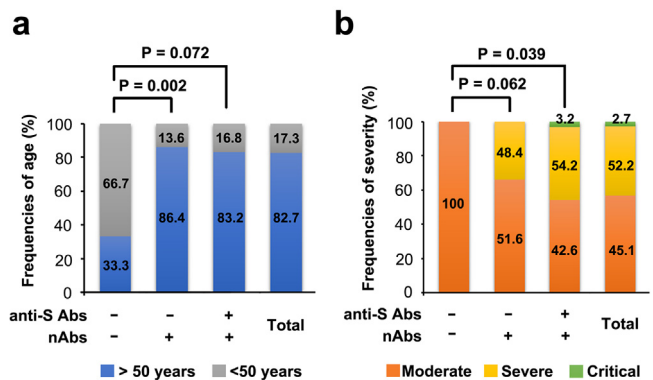 a
P = 0.072
P = 0.002
Frequencies of age (%)
100
80
60
40
20
0
66.7
33.3
13.6
86.4
16.8
83.2
17.3
82.7
anti-S Abs − − + Total
nAbs − + +
> 50 years <50 years
b
P = 0.039
P = 0.062
Frequencies of severity (%)
100
80
60
40
20
0
100
48.4
51.6
3.2
54.2
42.6
2.7
52.2
45.1
anti-S Abs − − + Total
nAbs − + +
Moderate Severe Critical